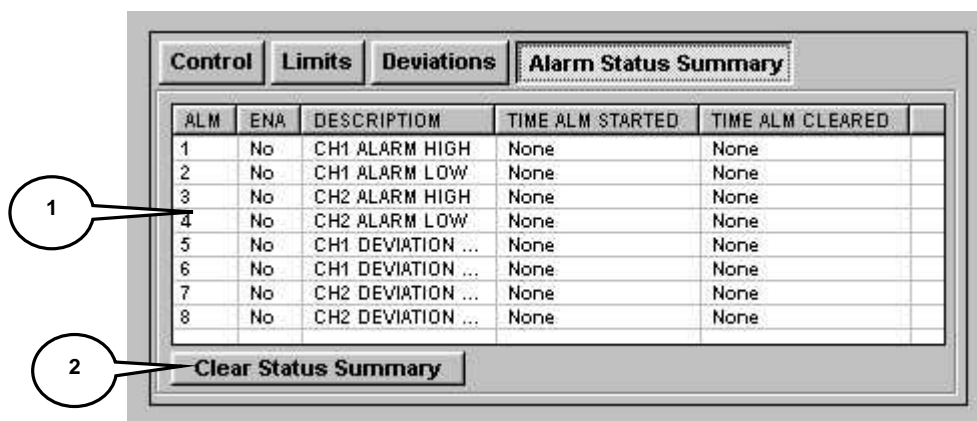 Control Limits Deviations Alarm Status Summary
ALM ENA DESCRIPTIOM TIME ALM STARTED TIME ALM CLEARED
1 No CH1 ALARM HIGH None None
2 No CH1 ALARM LOW None None
3 No CH2 ALARM HIGH None None
4 No CH2 ALARM LOW None None
5 No CH1 DEVIATION ... None None
6 No CH1 DEVIATION ... None None
7 No CH2 DEVIATION ... None None
8 No CH2 DEVIATION ... None None
Clear Status Summary
1
2